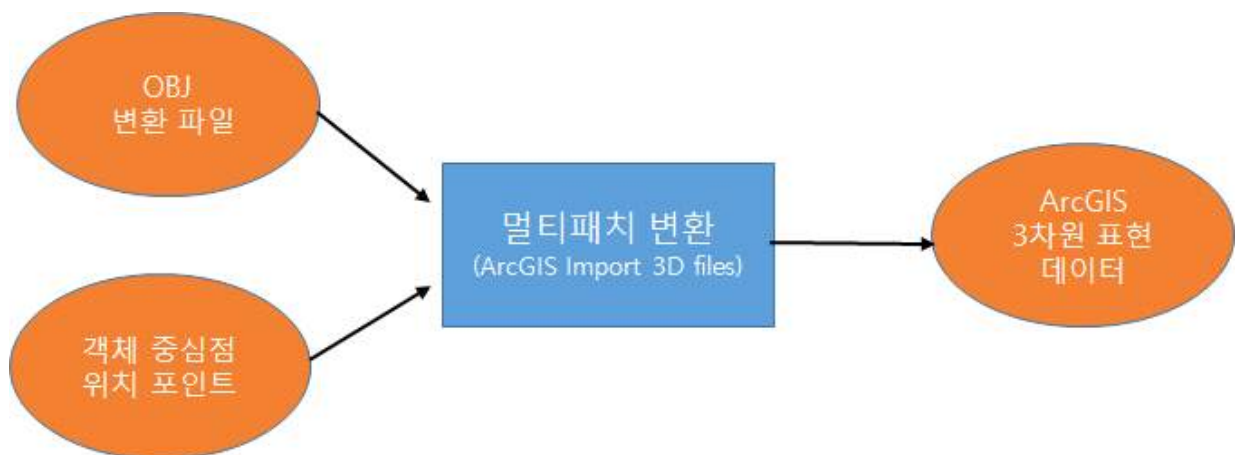 OBJ
변환 파일
객체 중심점
위치 포인트
멀티패치 변환
(ArcGIS Import 3D files)
ArcGIS
3차원 표현
데이터